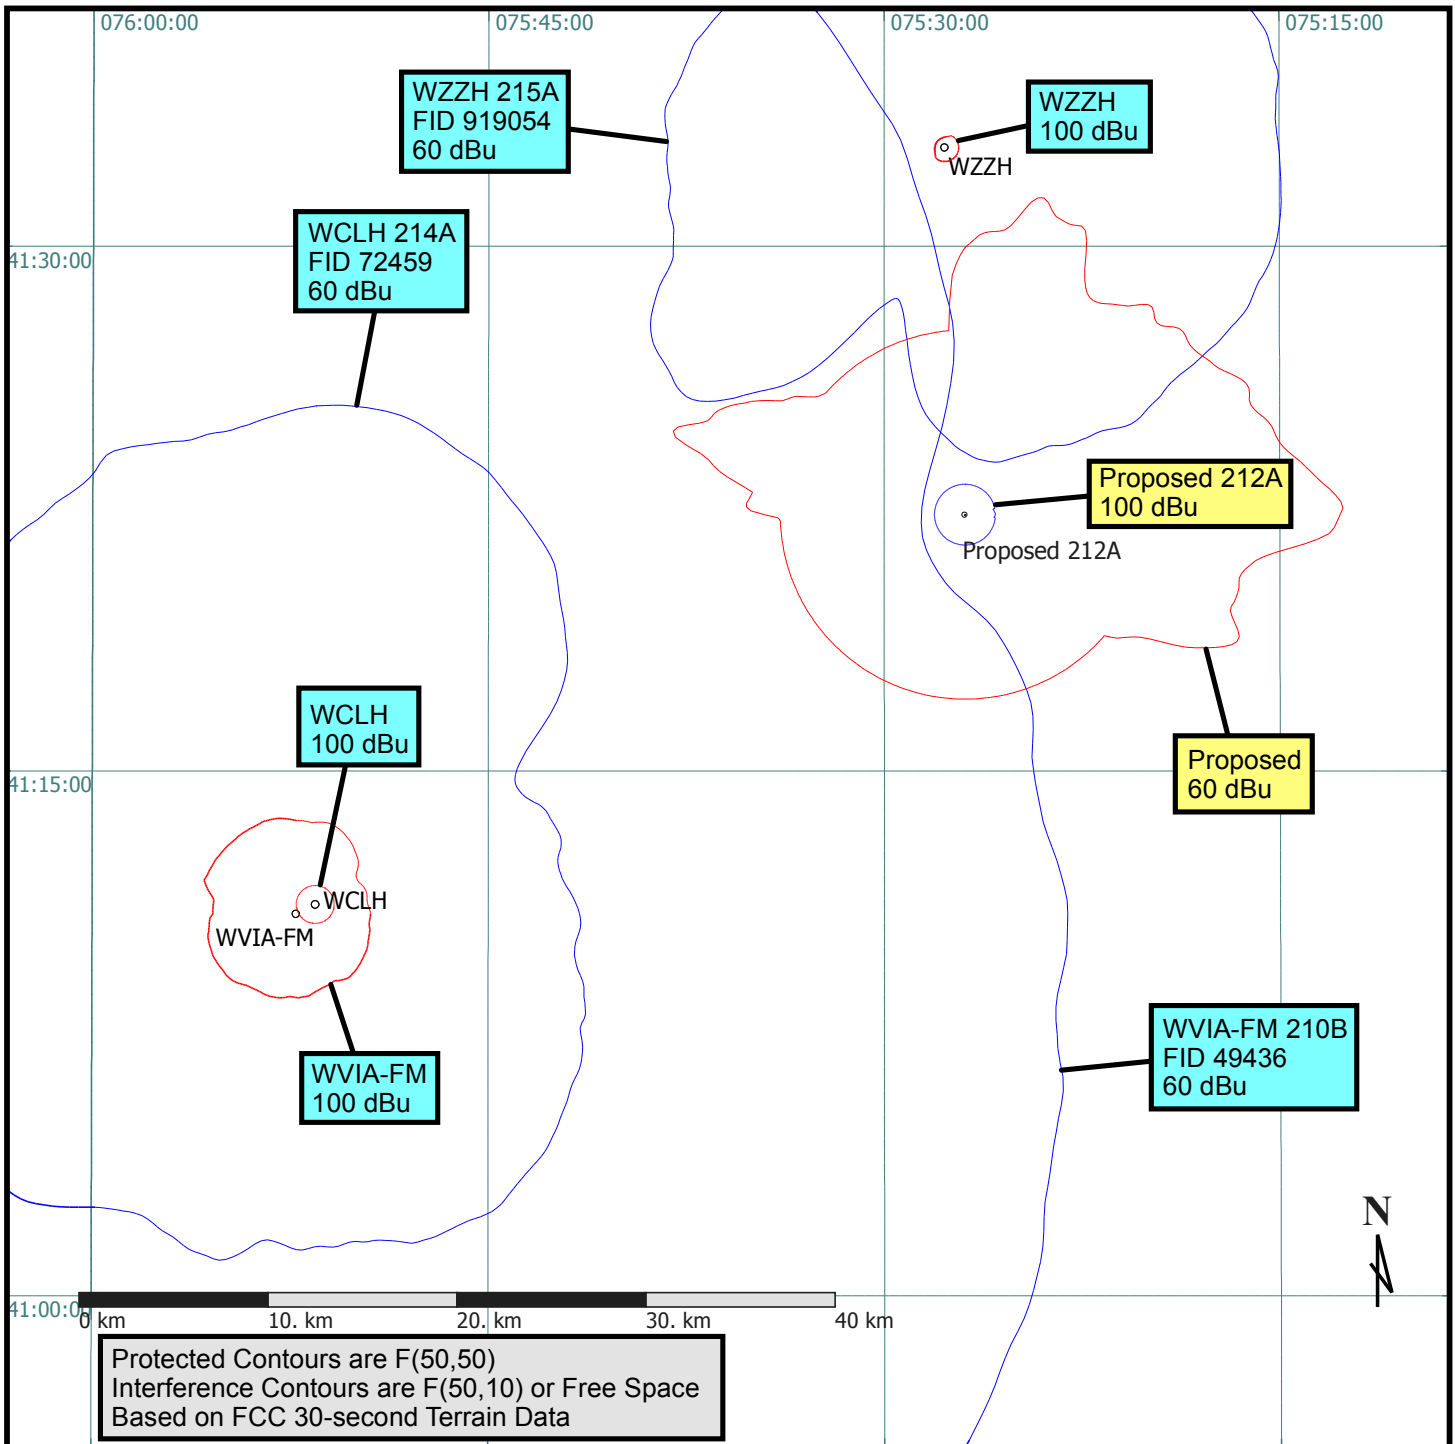 076:00:00
075:45:00
075:30:00
075:15:00
WZZH 215A
FID 919054
60 dBu
WZZH
100 dBu
WZZH
WCLH 214A
FID 72459
60 dBu
41:30:00
Proposed 212A
100 dBu
Proposed 212A
WCLH
100 dBu
Proposed
60 dBu
41:15:00
WCLH
WVIA-FM
WVIA-FM 210B
FID 49436
60 dBu
WVIA-FM
100 dBu
N
41:00:00
0 km
10. km
20. km
30. km
40 km
Protected Contours are F(50,50)
Interference Contours are F(50,10) or Free Space
Based on FCC 30-second Terrain Data